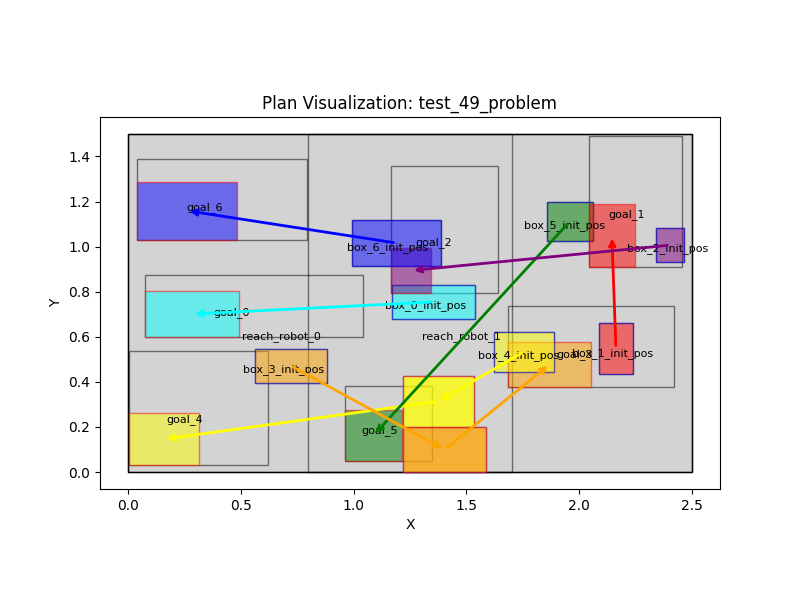 Plan Visualization: test_49_problem
Y
1.4
1.2
1.0
0.8
0.6
0.4
0.2
0.0
goal_6
goal_1
box_5_init_pos
box_6_init_pos
goal_2
box_2_init_pos
goal_0
box_0_init_pos
reach_robot_0
reach_robot_1
box_3_init_pos
box_4_init_pos
goal_3
box_1_init_pos
goal_4
goal_5
0.0
0.5
1.0
1.5
2.0
2.5
X